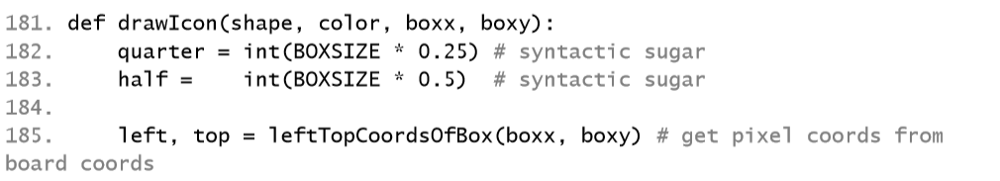 181. def drawIcon(shape, color, boxx, boxy):
182.     quarter = int(BOXSIZE * 0.25) # syntactic sugar
183.     half =    int(BOXSIZE * 0.5)  # syntactic sugar
184.
185.     left, top = leftTopCoordsOfBox(boxx, boxy) # get pixel coords from
board coords